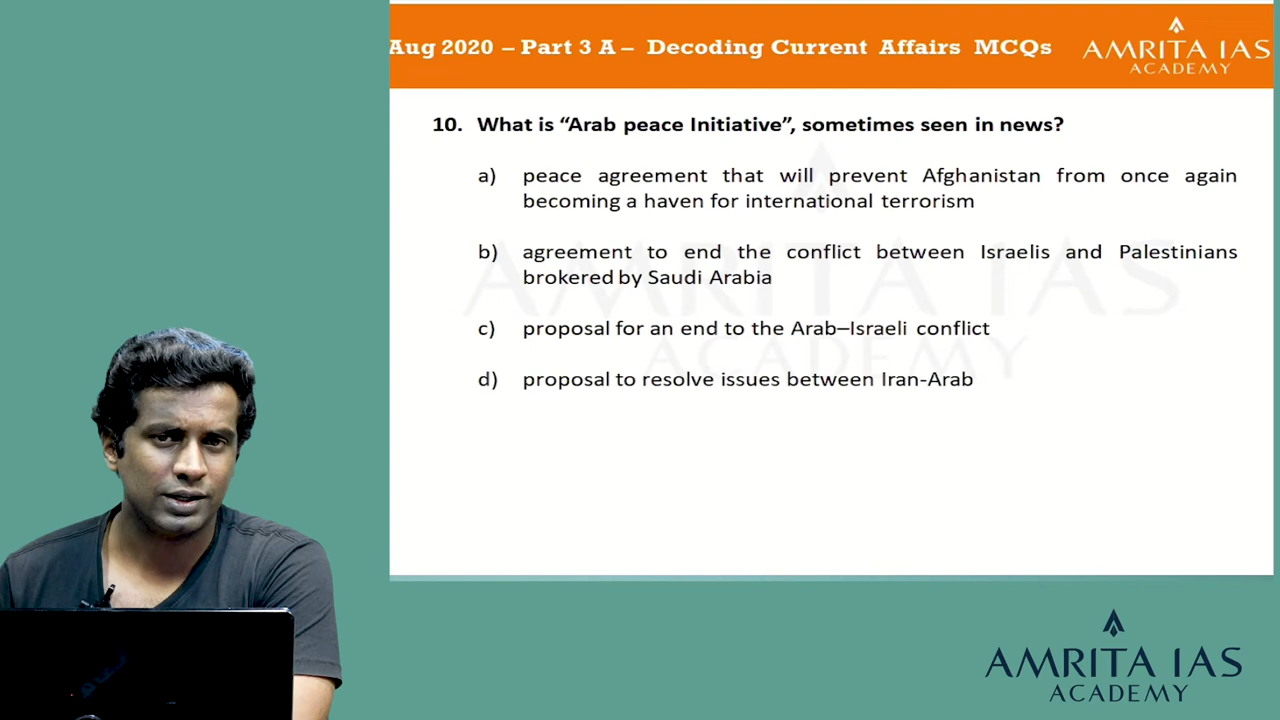 Aug 2020 – Part 3 A – Decoding Current Affairs MCQs
AMRITA IAS
ACADEMY
10. What is “Arab peace Initiative”, sometimes seen in news?
a) peace agreement that will prevent Afghanistan from once again
becoming a haven for international terrorism
b) agreement to end the conflict between Israelis and Palestinians
brokered by Saudi Arabia
c) proposal for an end to the Arab–Israeli conflict
d) proposal to resolve issues between Iran-Arab
AMRITA IAS
ACADEMY
AMRITA IAS
ACADEMY